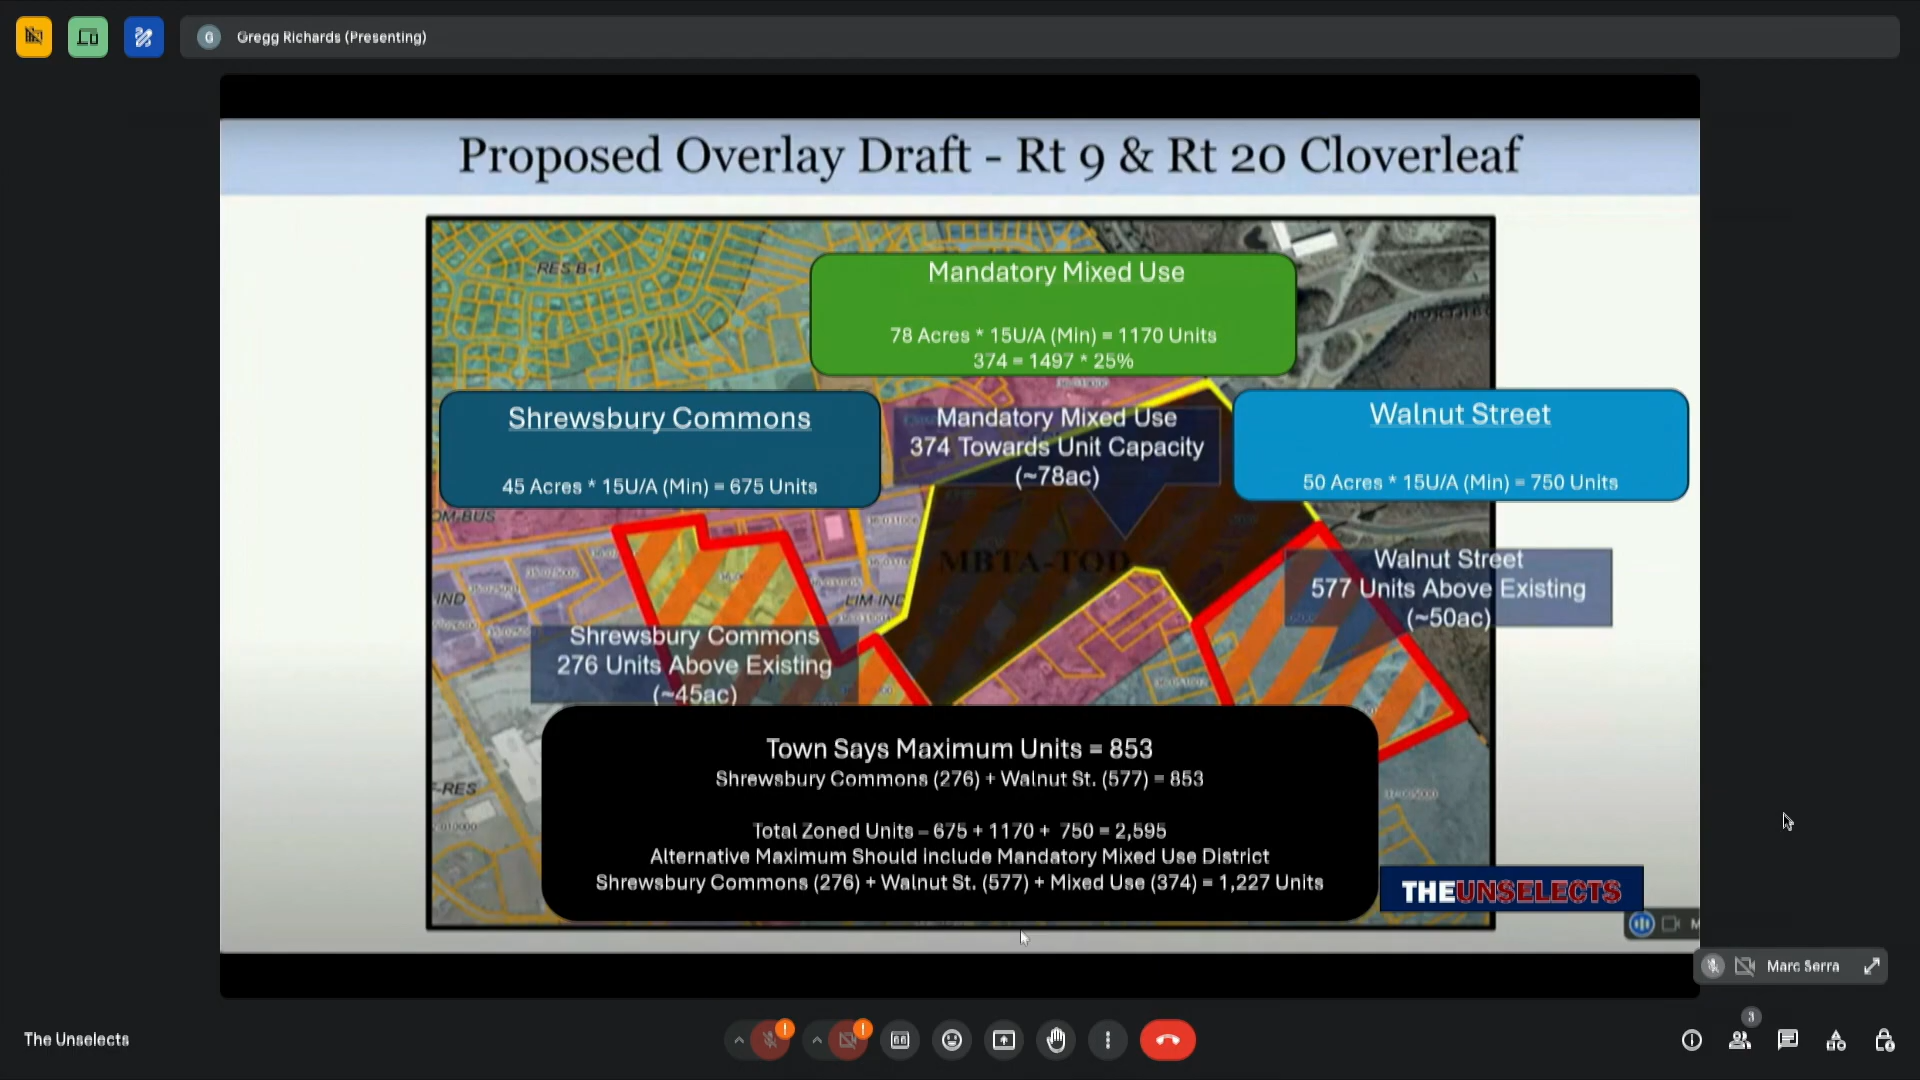 G Gregg Richards (Presenting)
Proposed Overlay Draft - Rt 9 & Rt 20 Cloverleaf
RES B-1
Mandatory Mixed Use
78 Acres * 15U/A (Min) = 1170 Units
374 = 1497 * 25%
Shrewsbury Commons
45 Acres * 15U/A (Min) = 675 Units
Mandatory Mixed Use
374 Towards Unit Capacity
(~78ac)
Walnut Street
50 Acres * 15U/A (Min) = 750 Units
OM-BUS
MBTA-TOD
Walnut Street
577 Units Above Existing
(~50ac)
IND
LIM-IND
Shrewsbury Commons
276 Units Above Existing
(~45ac)
Town Says Maximum Units = 853
Shrewsbury Commons (276) + Walnut St. (577) = 853
Total Zoned Units – 675 + 1170 + 750 = 2,595
Alternative Maximum Should include Mandatory Mixed Use District
Shrewsbury Commons (276) + Walnut St. (577) + Mixed Use (374) = 1,227 Units
-RES
THEUNSELECTS
M
Marc Serra
The Unselects
3